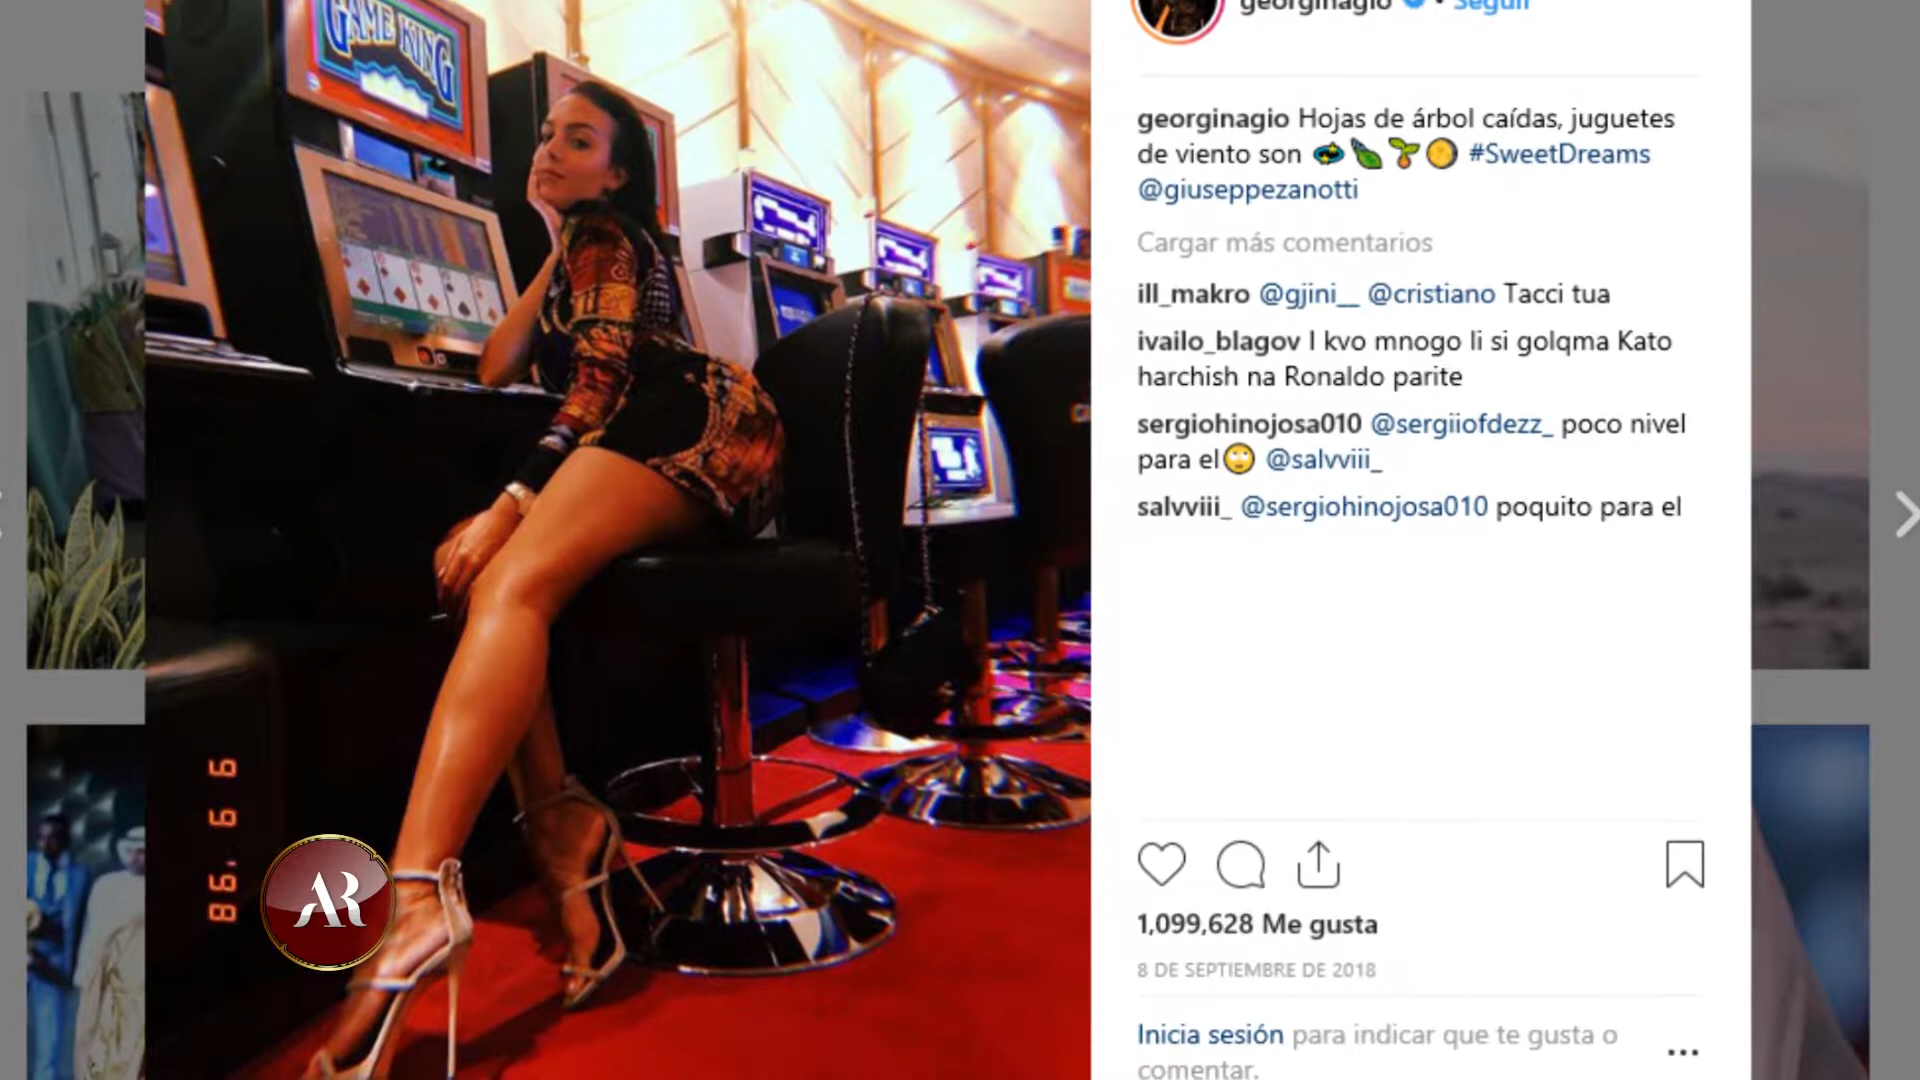 GAME KING
georginagio • Seguir
georginagio Hojas de árbol caídas, juguetes
de viento son #SweetDreams
@giuseppezanotti
Cargar más comentarios
ill_makro @gjini__ @cristiano Tacci tua
ivailo_blagov I kvo mnogo li si golqma Kato
harchish na Ronaldo parite
sergiohinojosa010 @sergiiofdezz_ poco nivel
para el @salvviii_
salvviii_ @sergiohinojosa010 poquito para el
1,099,628 Me gusta
8 DE SEPTIEMBRE DE 2018
Inicia sesión para indicar que te gusta o
comentar.
AR